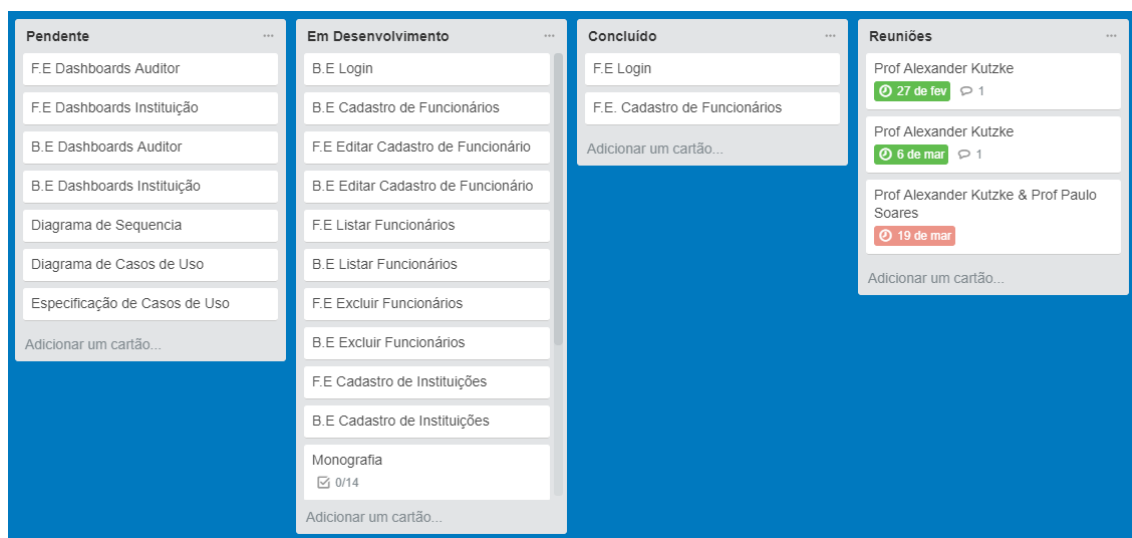 Pendente
F.E Dashboards Auditor
F.E Dashboards Instituição
B.E Dashboards Auditor
B.E Dashboards Instituição
Diagrama de Sequencia
Diagrama de Casos de Uso
Especificação de Casos de Uso
Adicionar um cartão...
Em Desenvolvimento
B.E Login
B.E Cadastro de Funcionários
F.E Editar Cadastro de Funcionário
B.E Editar Cadastro de Funcionário
F.E Listar Funcionários
B.E Listar Funcionários
F.E Excluir Funcionários
B.E Excluir Funcionários
F.E Cadastro de Instituições
B.E Cadastro de Instituições
Monografia
0/14
Adicionar um cartão...
Concluído
F.E Login
F.E. Cadastro de Funcionários
Adicionar um cartão...
Reuniões
Prof Alexander Kutzke
27 de fev 1
Prof Alexander Kutzke
6 de mar 1
Prof Alexander Kutzke & Prof Paulo
Soares
19 de mar
Adicionar um cartão...